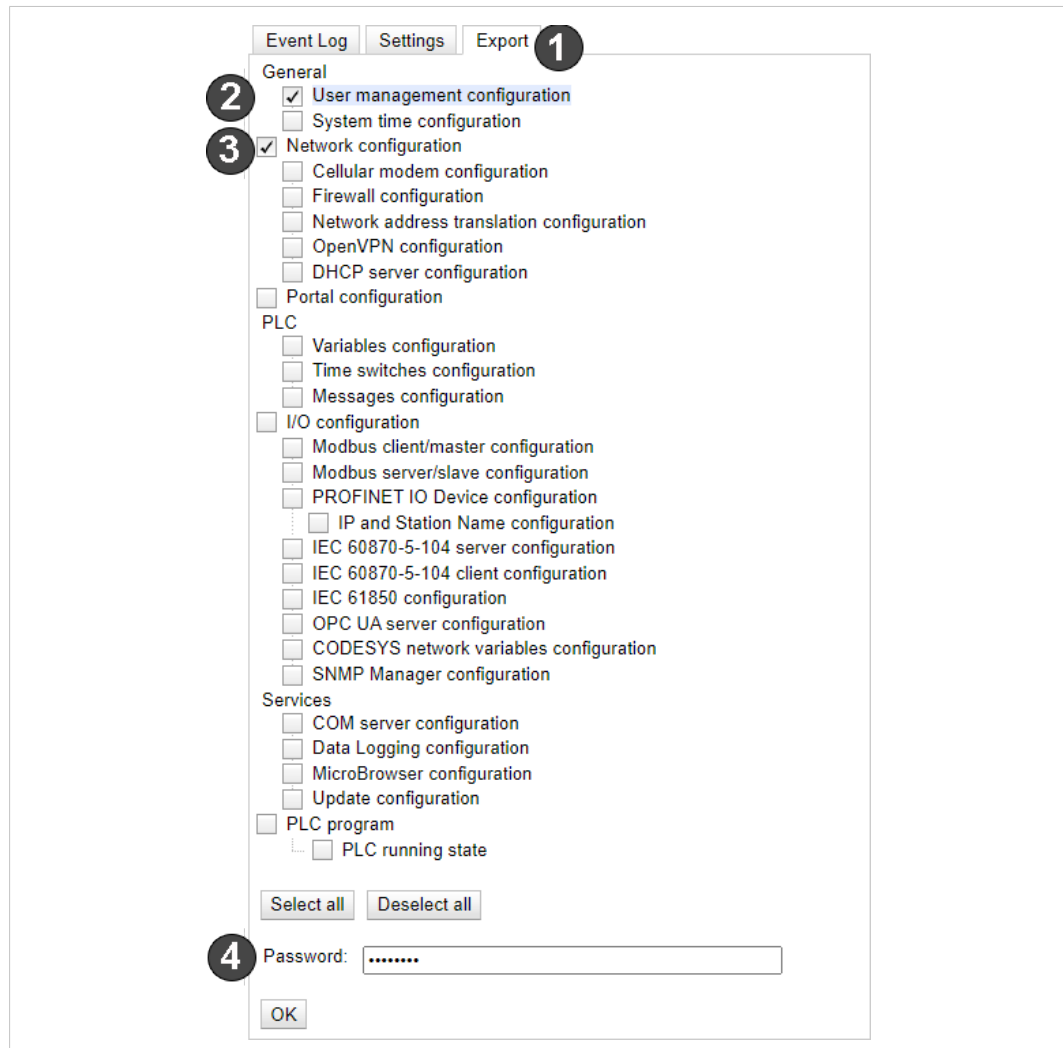 Event Log Settings Export 1
General
2 User management configuration
System time configuration
3 Network configuration
Cellular modem configuration
Firewall configuration
Network address translation configuration
OpenVPN configuration
DHCP server configuration
Portal configuration
PLC
Variables configuration
Time switches configuration
Messages configuration
I/O configuration
Modbus client/master configuration
Modbus server/slave configuration
PROFINET IO Device configuration
IP and Station Name configuration
IEC 60870-5-104 server configuration
IEC 60870-5-104 client configuration
IEC 61850 configuration
OPC UA server configuration
CODESYS network variables configuration
SNMP Manager configuration
Services
COM server configuration
Data Logging configuration
MicroBrowser configuration
Update configuration
PLC program
PLC running state
Select all Deselect all
4 Password: ••••••••
OK